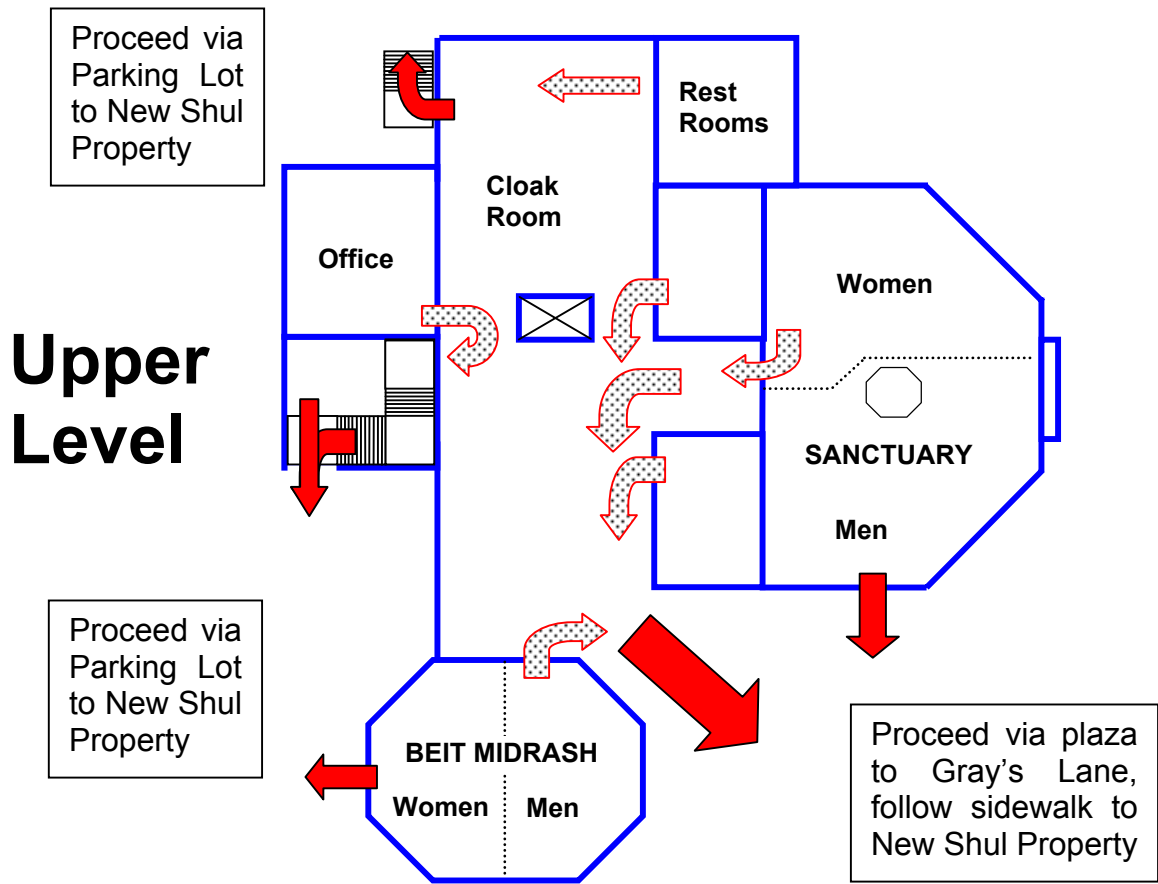 Proceed via
Parking Lot
to New Shul
Property
Rest
Rooms
Cloak
Room
Office
Women
Upper
Level
SANCTUARY
Men
Proceed via
Parking Lot
to New Shul
Property
BEIT MIDRASH
Women Men
Proceed via plaza
to Gray’s Lane,
follow sidewalk to
New Shul Property